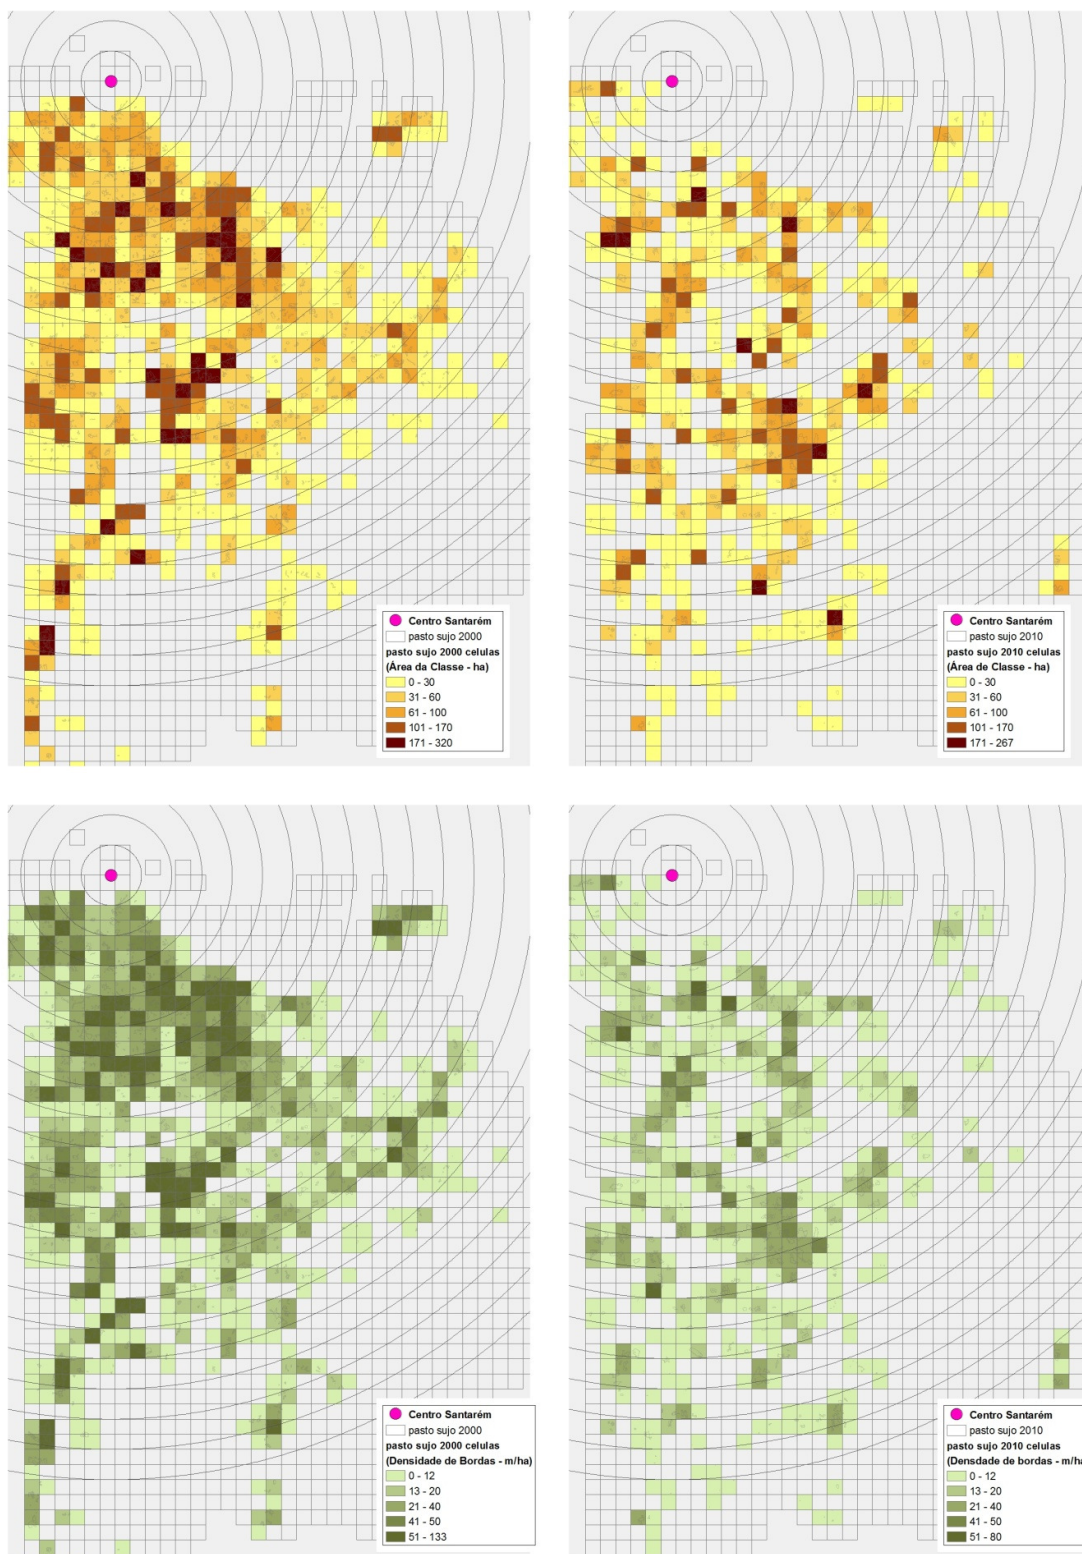 Centro Santarém
pasto sujo 2000
pasto sujo 2000 celulas
(Área da Classe - ha)
0 - 30
31 - 60
61 - 100
101 - 170
171 - 320
Centro Santarém
pasto sujo 2010
pasto sujo 2010 celulas
(Área de Classe - ha)
0 - 30
31 - 60
61 - 100
101 - 170
171 - 267
Centro Santarém
pasto sujo 2000
pasto sujo 2000 celulas
(Densidade de Bordas - m/ha)
0 - 12
13 - 20
21 - 40
41 - 50
51 - 133
Centro Santarém
pasto sujo 2010
pasto sujo 2010 celulas
(Densdade de bordas - m/ha
0 - 12
13 - 20
21 - 40
41 - 50
51 - 80